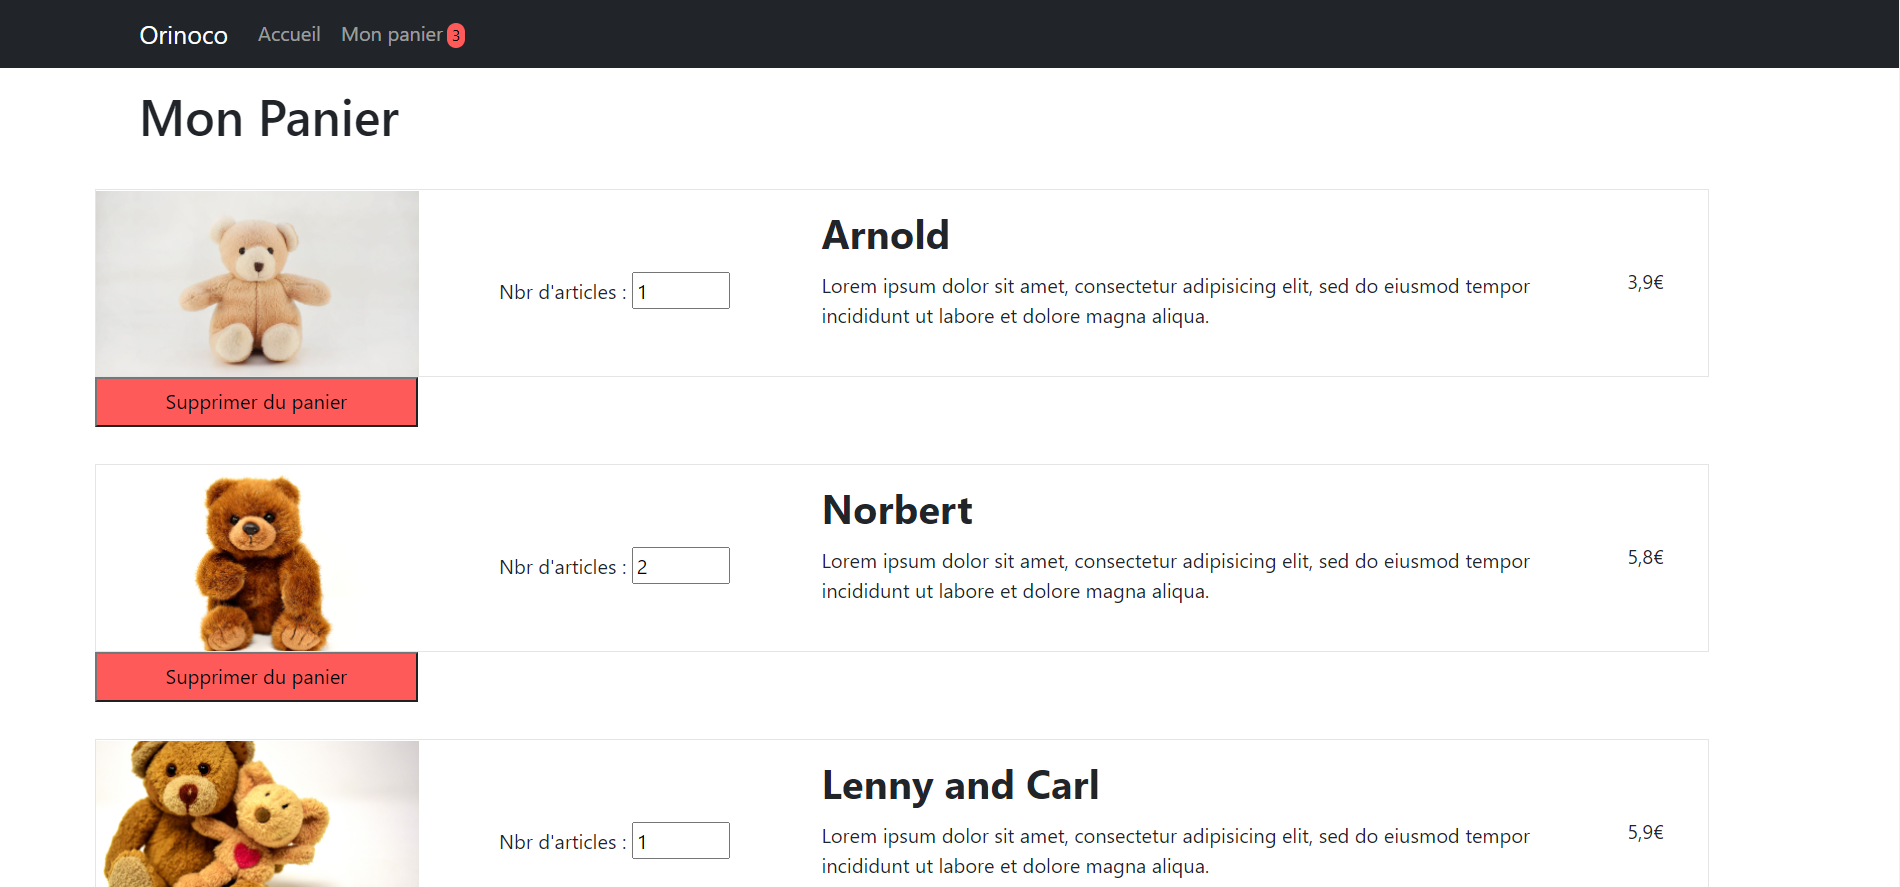 Orinoco Accueil Mon panier 3
Mon Panier
Arnold
Nbr d'articles : 1
Lorem ipsum dolor sit amet, consectetur adipisicing elit, sed do eiusmod tempor
incididunt ut labore et dolore magna aliqua.
3,9€
Supprimer du panier
Norbert
Nbr d'articles : 2
Lorem ipsum dolor sit amet, consectetur adipisicing elit, sed do eiusmod tempor
incididunt ut labore et dolore magna aliqua.
5,8€
Supprimer du panier
Lenny and Carl
Nbr d'articles : 1
Lorem ipsum dolor sit amet, consectetur adipisicing elit, sed do eiusmod tempor
incididunt ut labore et dolore magna aliqua.
5,9€